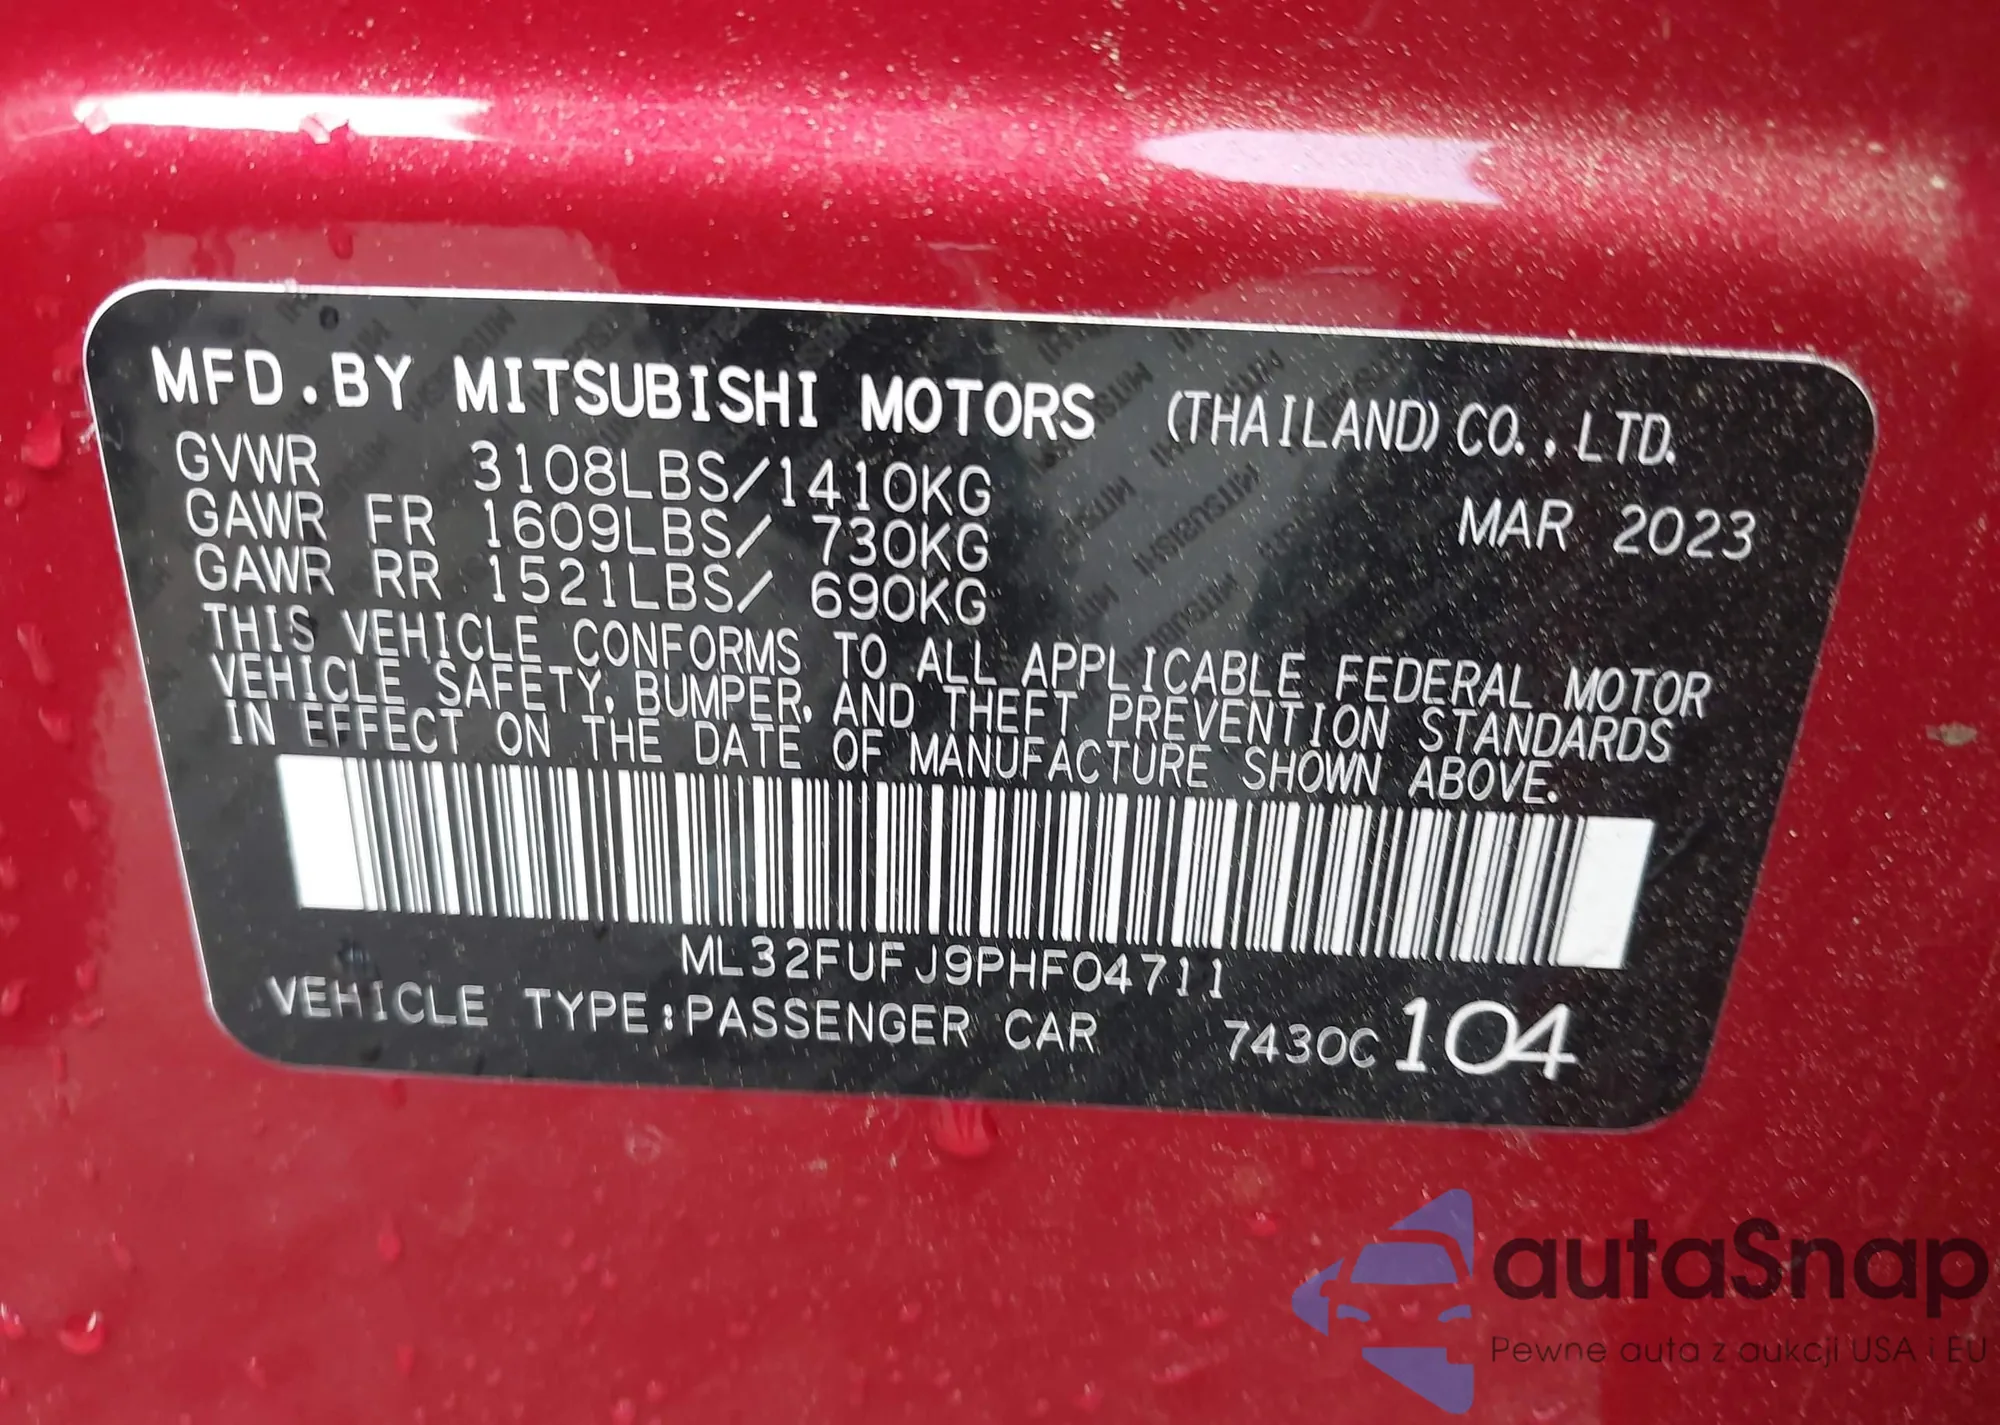 MFD.BY MITSUBISHI MOTORS (THAILAND) CO.,LTD.
GVWR 3108LBS/1410KG
MAR 2023
GAWR FR 1609LBS/ 730KG
GAWR RR 1521LBS/ 690KG
THIS VEHICLE CONFORMS TO ALL APPLICABLE FEDERAL MOTOR
VEHICLE SAFETY, BUMPER, AND THEFT PREVENTION STANDARDS
IN EFFECT ON THE DATE OF MANUFACTURE SHOWN ABOVE.
ML32FUFJ9PHF04711
VEHICLE TYPE:PASSENGER CAR 7430C 104
autaSnap
Pewne auta z aukcji USA i EU